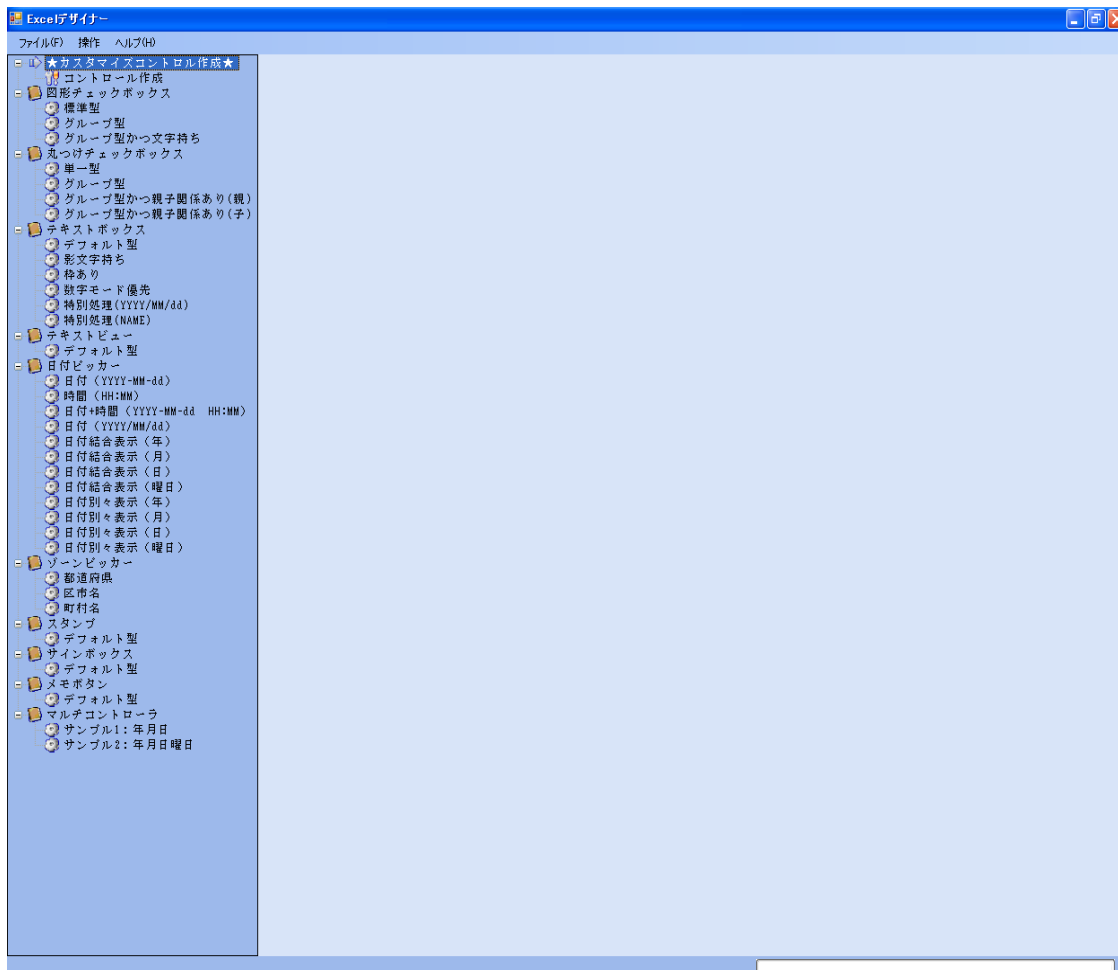 Excelデザイナー
ファイル(F) 操作 ヘルプ(H)
★カスタマイズコントロル作成★
コントロール作成
図形チェックボックス
標準型
グループ型
グループ型かつ文字持ち
丸つけチェックボックス
単一型
グループ型
グループ型かつ親子関係あり(親)
グループ型かつ親子関係あり(子)
テキストボックス
デフォルト型
影文字持ち
枠あり
数字モード優先
特別処理(YYYY/MM/dd)
特別処理(NAME)
テキストビュー
デフォルト型
日付ピッカー
日付（YYYY-MM-dd）
時間（HH:MM）
日付+時間（YYYY-MM-dd HH:MM）
日付（YYYY/MM/dd）
日付結合表示（年）
日付結合表示（月）
日付結合表示（日）
日付結合表示（曜日）
日付別々表示（年）
日付別々表示（月）
日付別々表示（日）
日付別々表示（曜日）
ゾーンピッカー
都道府県
区市名
町村名
スタンプ
デフォルト型
サインボックス
デフォルト型
メモボタン
デフォルト型
マルチコントローラ
サンプル1：年月日
サンプル2：年月日曜日